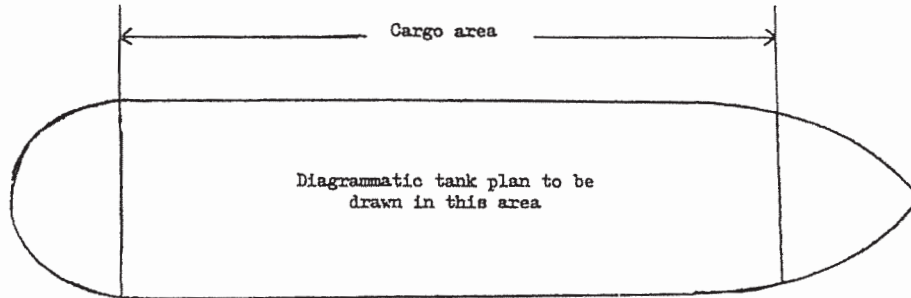 Cargo area
Diagrammatic tank plan to be
drawn in this area